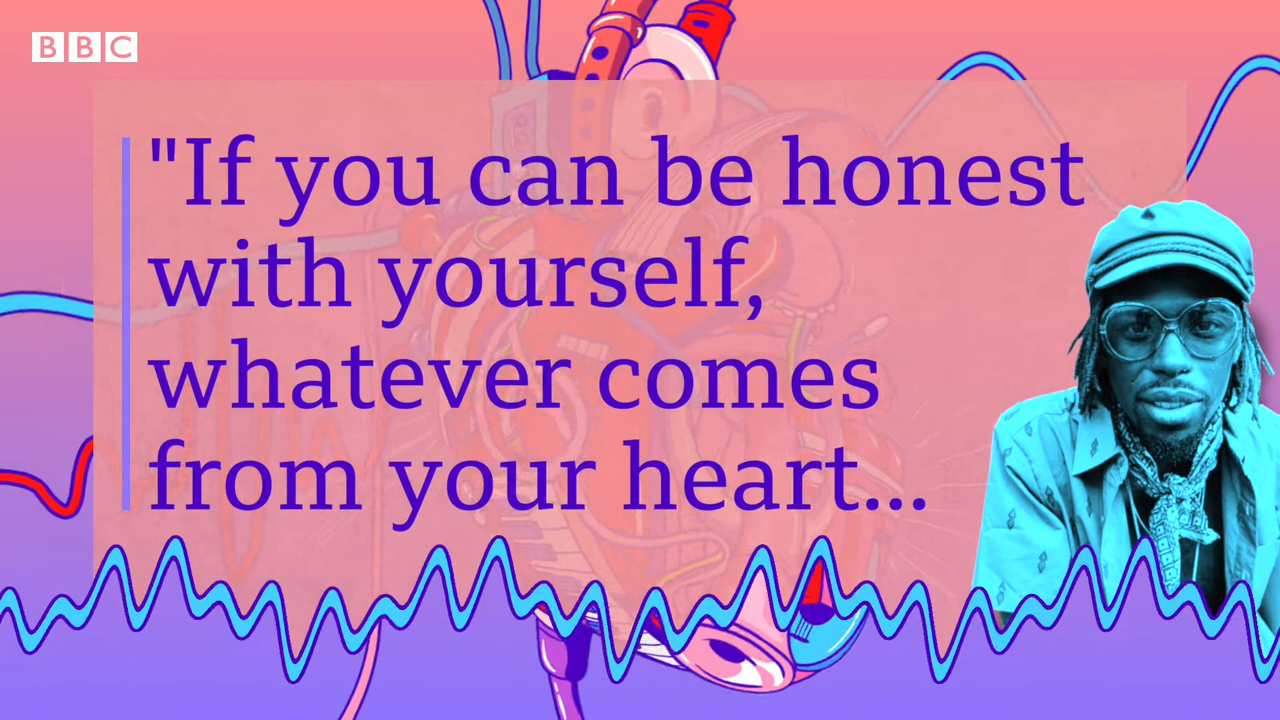 BBC
"If you can be honest
with yourself,
whatever comes
from your heart...